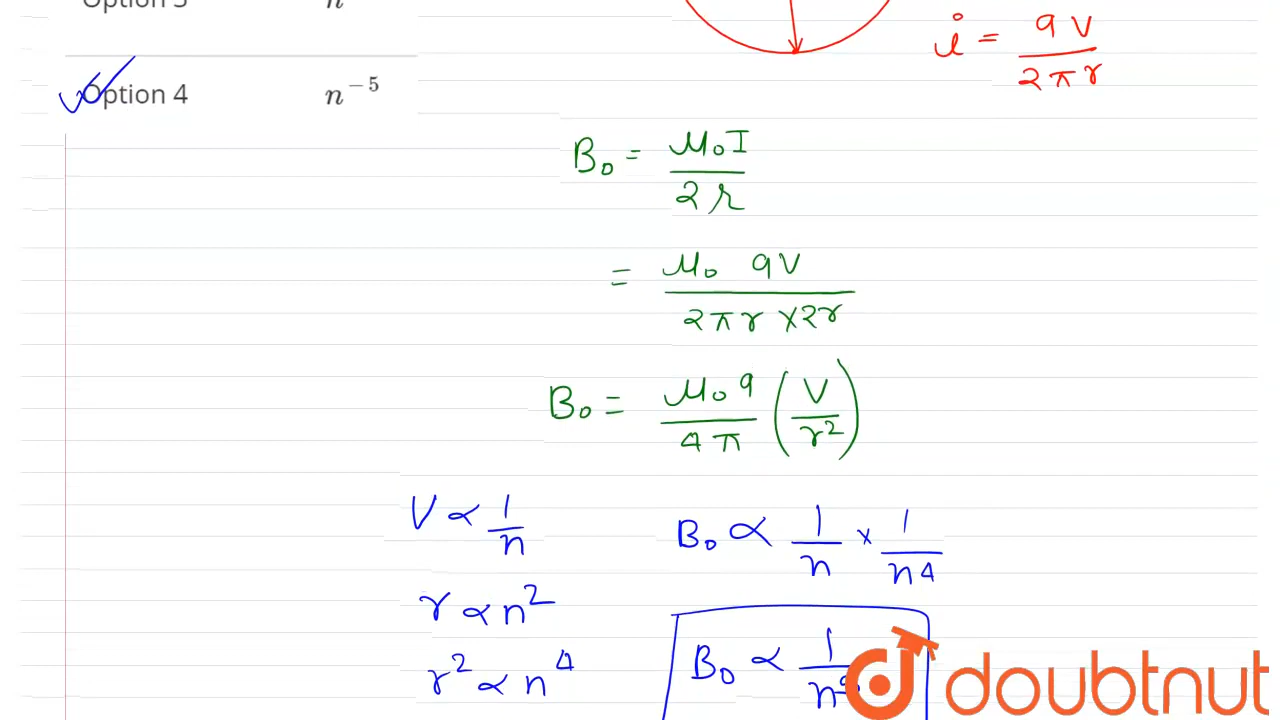 Option 3 n
i = qV / 2πr
Option 4 n⁻⁵
B₀ = μ₀I / 2r
= μ₀ qV / 2πr × 2r
B₀ = μ₀q / 4π (V / r²)
V ∝ 1/n
B₀ ∝ 1/n × 1/n⁴
r ∝ n²
B₀ ∝ 1/n⁵
r² ∝ n⁴
doubtnut